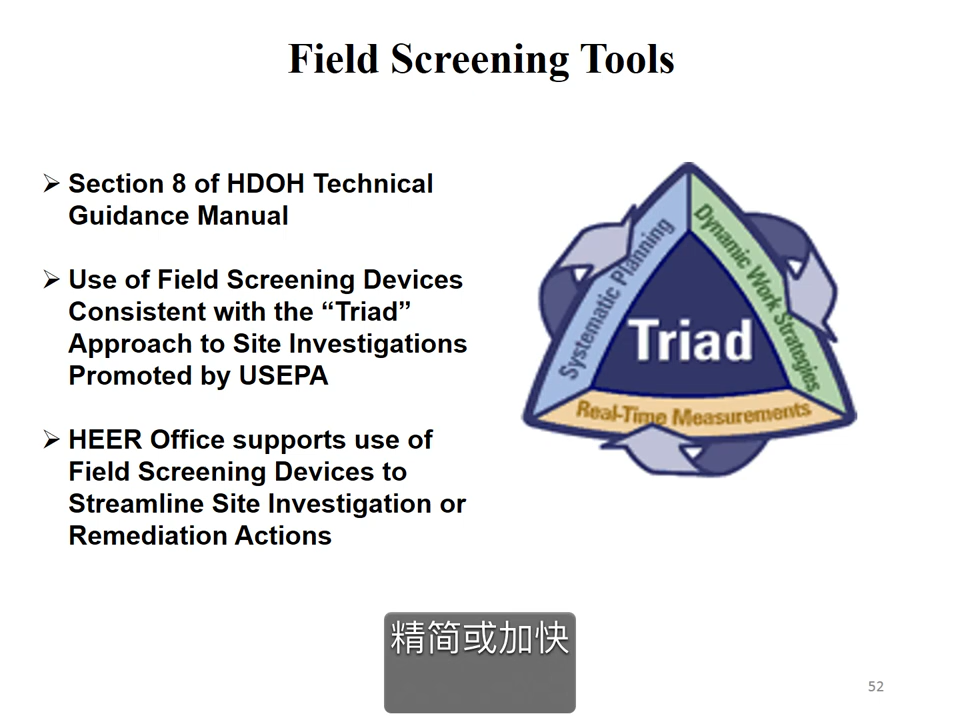 Field Screening Tools
➢ Section 8 of HDOH Technical
Guidance Manual
➢ Use of Field Screening Devices
Consistent with the “Triad”
Approach to Site Investigations
Promoted by USEPA
➢ HEER Office supports use of
Field Screening Devices to
Streamline Site Investigation or
Remediation Actions
Systematic Planning
Dynamic Work Strategies
Triad
Real-Time Measurements
精简或加快
52